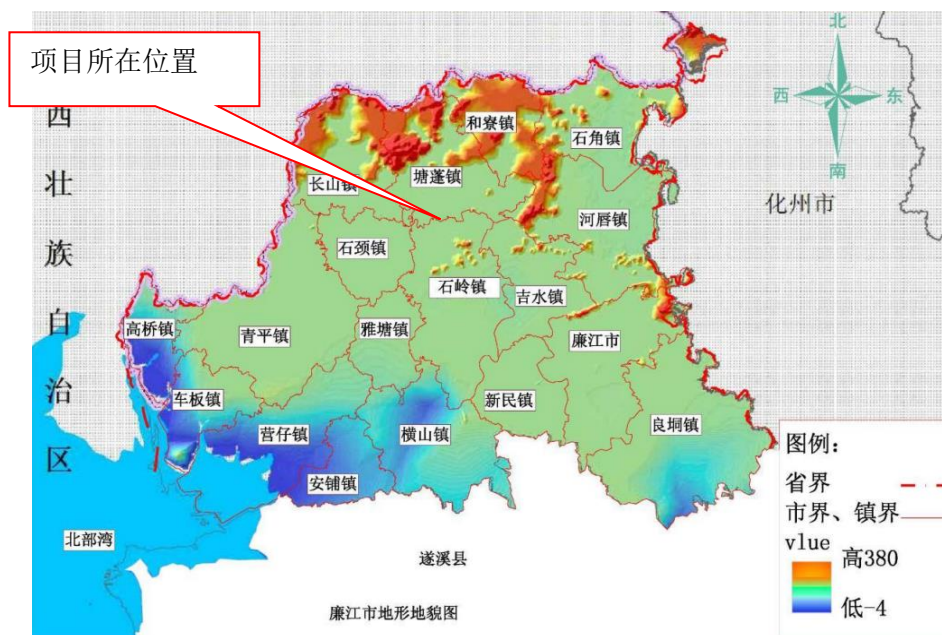 项目所在位置
北
西
东
南
西
壮
族
自
治
区
和寮镇
石角镇
长山镇
塘蓬镇
化州市
河唇镇
石颈镇
石岭镇
吉水镇
高桥镇
青平镇
雅塘镇
廉江市
车板镇
新民镇
营仔镇
横山镇
良垌镇
安铺镇
北部湾
遂溪县
廉江市地形地貌图
图例：
省界
市界、镇界
vlue
高380
低-4